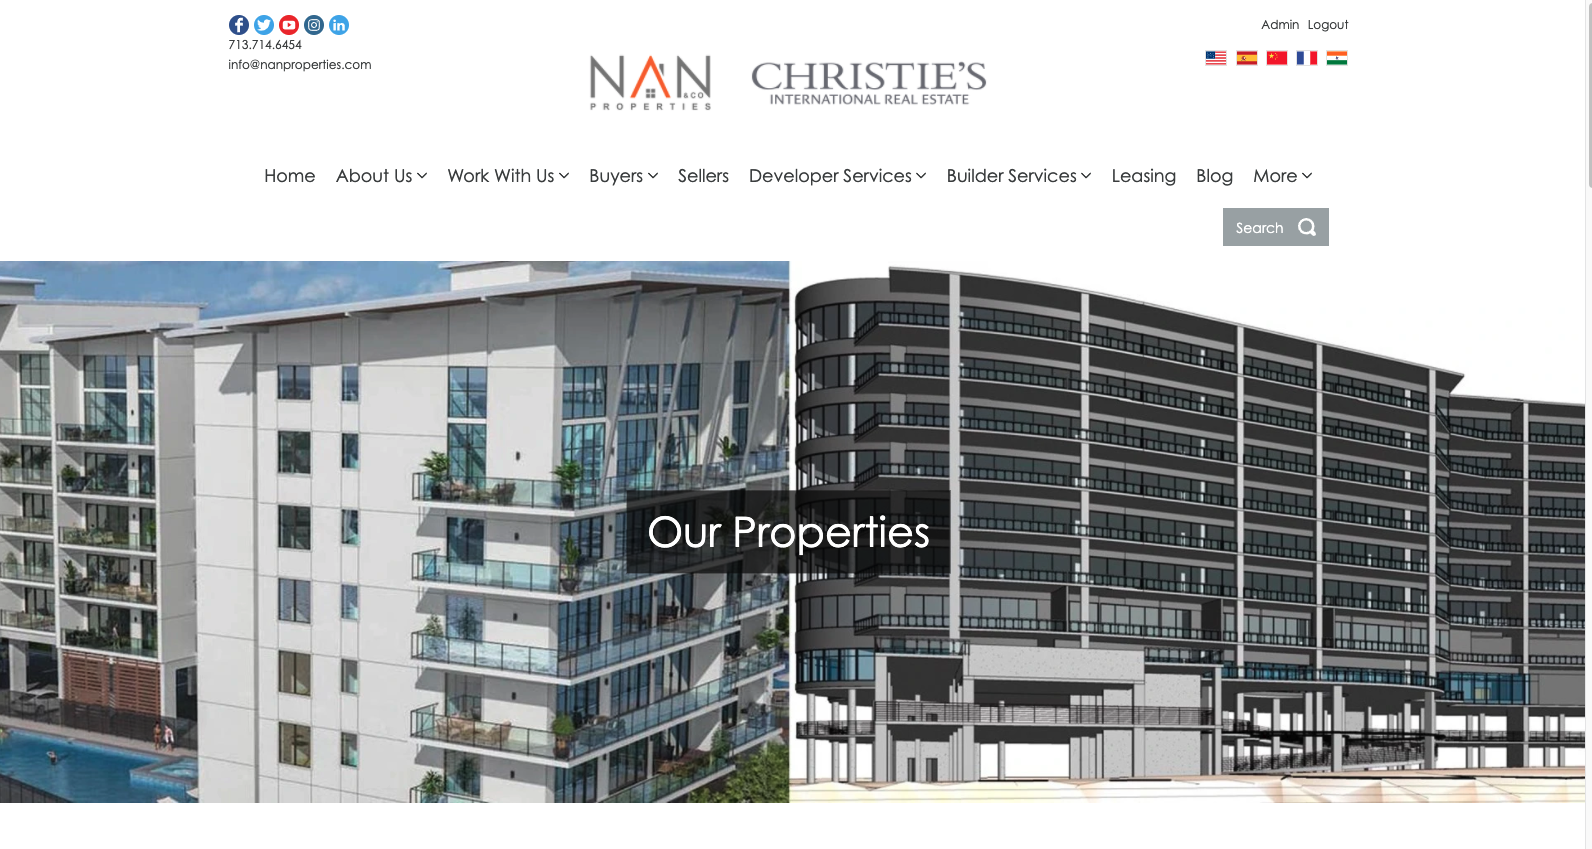 713.714.6454
info@nanproperties.com
Admin Logout
NAN
&CO
PROPERTIES
CHRISTIE'S
INTERNATIONAL REAL ESTATE
Home About Us Work With Us Buyers Sellers Developer Services Builder Services Leasing Blog More
Search
Our Properties